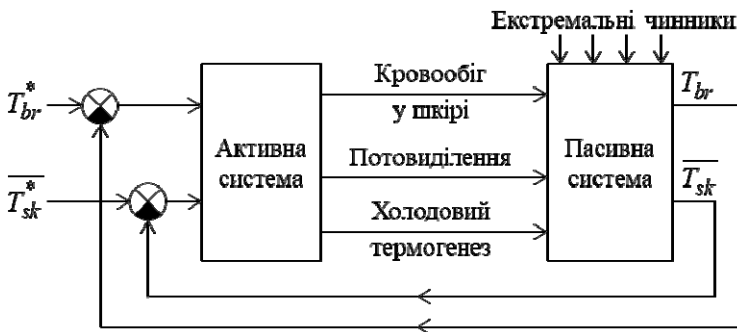 Екстремальні чинники
T*br
Кровообіг
у шкірі
Tbr
Активна
система
Потовиділення
Пасивна
система
T*sk
Tsk
Холодовий
термогенез